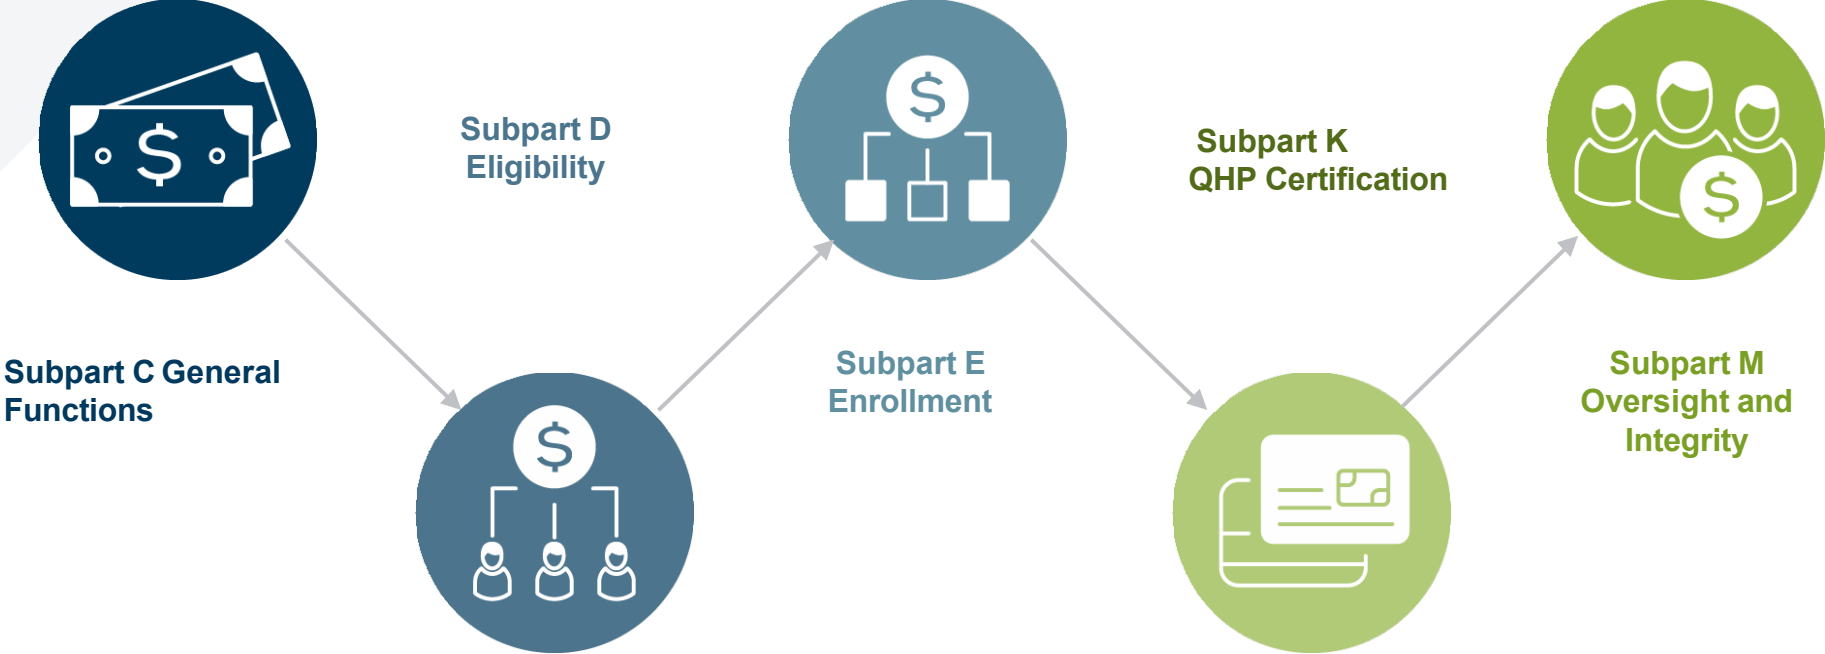 Subpart C General
Functions
Subpart D
Eligibility
Subpart E
Enrollment
Subpart K
QHP Certification
Subpart M
Oversight and
Integrity
$
$
$
$